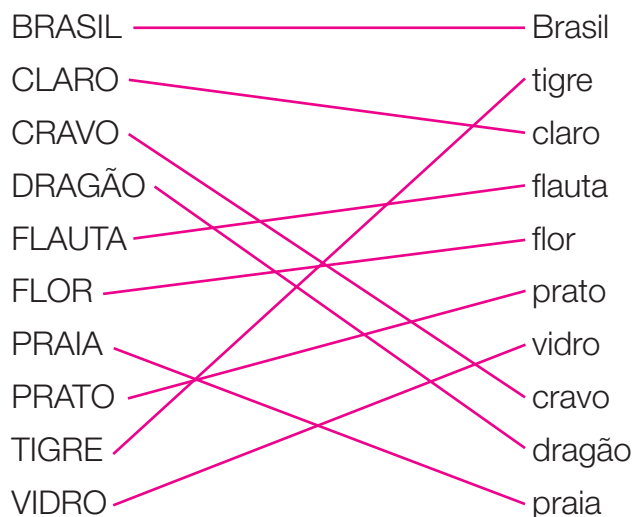 BRASIL Brasil
CLARO tigre
CRAVO claro
DRAGÃO flauta
FLAUTA flor
FLOR prato
PRAIA vidro
PRATO cravo
TIGRE dragão
VIDRO praia